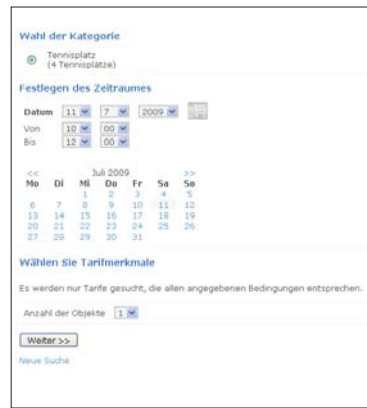 Wahl der Kategorie
Tennisplatz
(4 Tennisplätze)
Festlegen des Zeitraumes
Datum 11 7 2009
Von 10 00
Bis 12 00
<< Juli 2009 >>
Mo Di Mi Do Fr Sa So
1 2 3 4 5
6 7 8 9 10 11 12
13 14 15 16 17 18 19
20 21 22 23 24 25 26
27 28 29 30 31
Wählen Sie Tarifmerkmale
Es werden nur Tarife gesucht, die allen angegebenen Bedingungen entsprechen.
Anzahl der Objekte 1
Weiter >>
Neue Suche